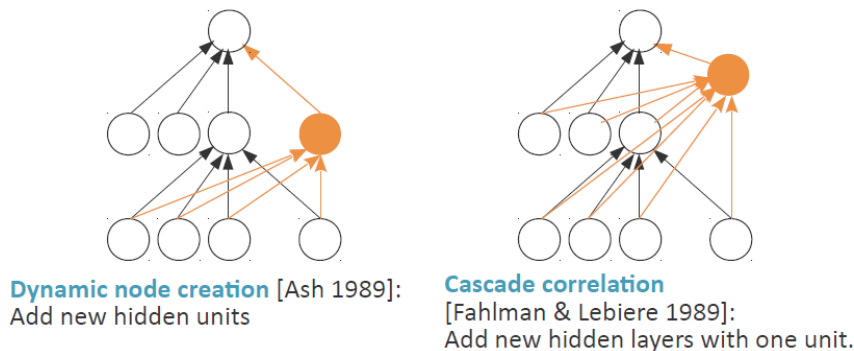 Dynamic node creation [Ash 1989]:
Add new hidden units
Cascade correlation
[Fahlman & Lebiere 1989]:
Add new hidden layers with one unit.